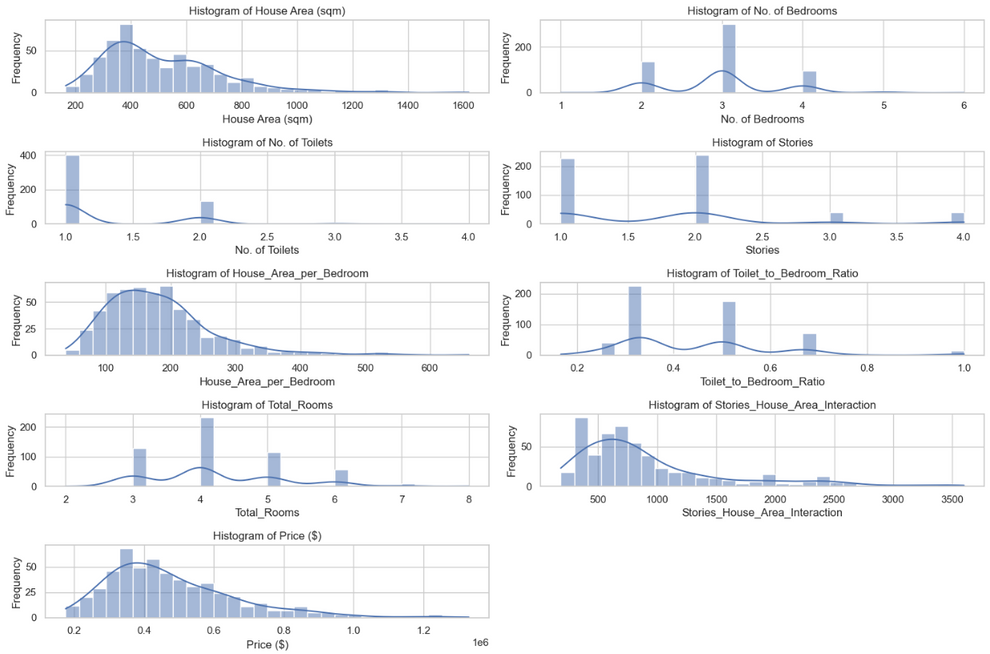 Histogram of House Area (sqm)
Frequency
50
0
200 400 600 800 1000 1200 1400 1600
House Area (sqm)
Histogram of No. of Bedrooms
Frequency
200
0
1 2 3 4 5 6
No. of Bedrooms
Histogram of No. of Toilets
Frequency
400
200
0
1.0 1.5 2.0 2.5 3.0 3.5 4.0
No. of Toilets
Histogram of Stories
Frequency
200
100
0
1.0 1.5 2.0 2.5 3.0 3.5 4.0
Stories
Histogram of House_Area_per_Bedroom
Frequency
50
25
0
100 200 300 400 500 600
House_Area_per_Bedroom
Histogram of Toilet_to_Bedroom_Ratio
Frequency
200
100
0
0.2 0.4 0.6 0.8 1.0
Toilet_to_Bedroom_Ratio
Histogram of Total_Rooms
Frequency
200
100
0
2 3 4 5 6 7 8
Total_Rooms
Histogram of Stories_House_Area_Interaction
Frequency
50
0
500 1000 1500 2000 2500 3000 3500
Stories_House_Area_Interaction
Histogram of Price ($)
Frequency
50
25
0
0.2 0.4 0.6 0.8 1.0 1.2
1e6
Price ($)